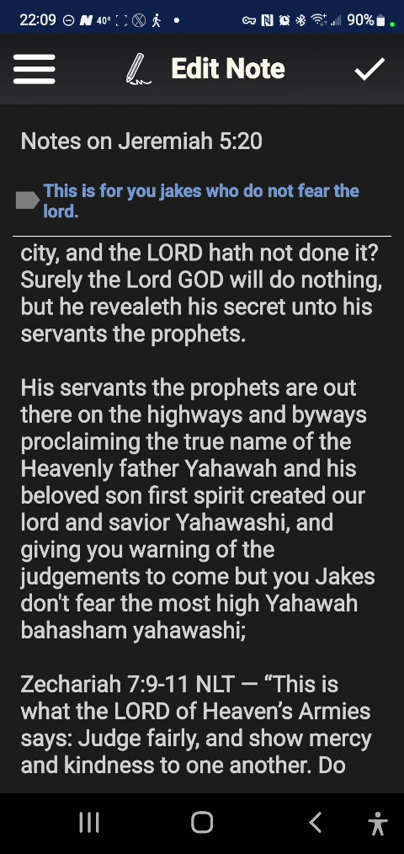 22:09 40° 90%
Edit Note
Notes on Jeremiah 5:20
This is for you jakes who do not fear the
lord.
city, and the LORD hath not done it?
Surely the Lord GOD will do nothing,
but he revealeth his secret unto his
servants the prophets.
His servants the prophets are out
there on the highways and byways
proclaiming the true name of the
Heavenly father Yahawah and his
beloved son first spirit created our
lord and savior Yahawashi, and
giving you warning of the
judgements to come but you Jakes
don't fear the most high Yahawah
bahasham yahawashi;
Zechariah 7:9-11 NLT — “This is
what the LORD of Heaven’s Armies
says: Judge fairly, and show mercy
and kindness to one another. Do